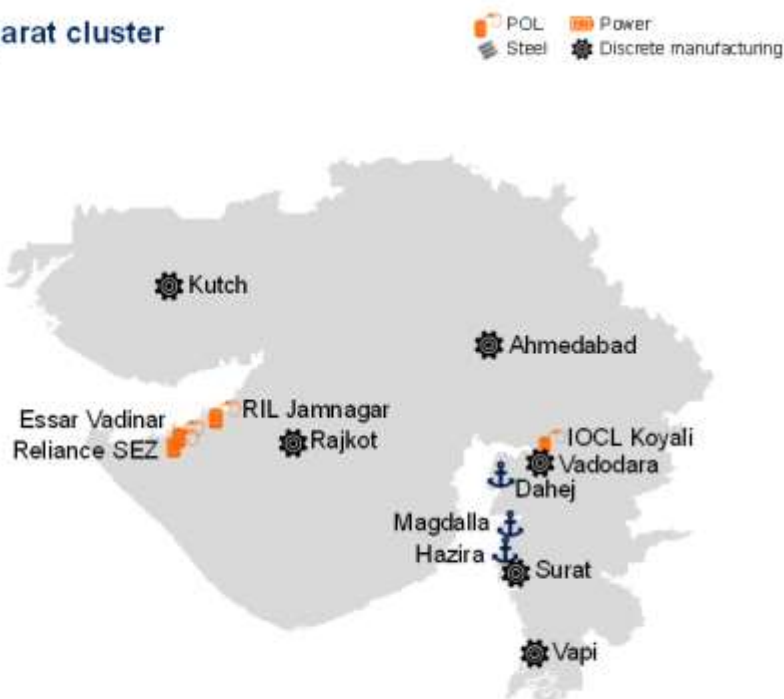 arat cluster
POL Power
Steel Discrete manufacturing
Kutch
Ahmedabad
Essar Vadinar
RIL Jamnagar
Reliance SEZ
Rajkot
IOCL Koyali
Vadodara
Dahej
Magdalla
Hazira
Surat
Vapi